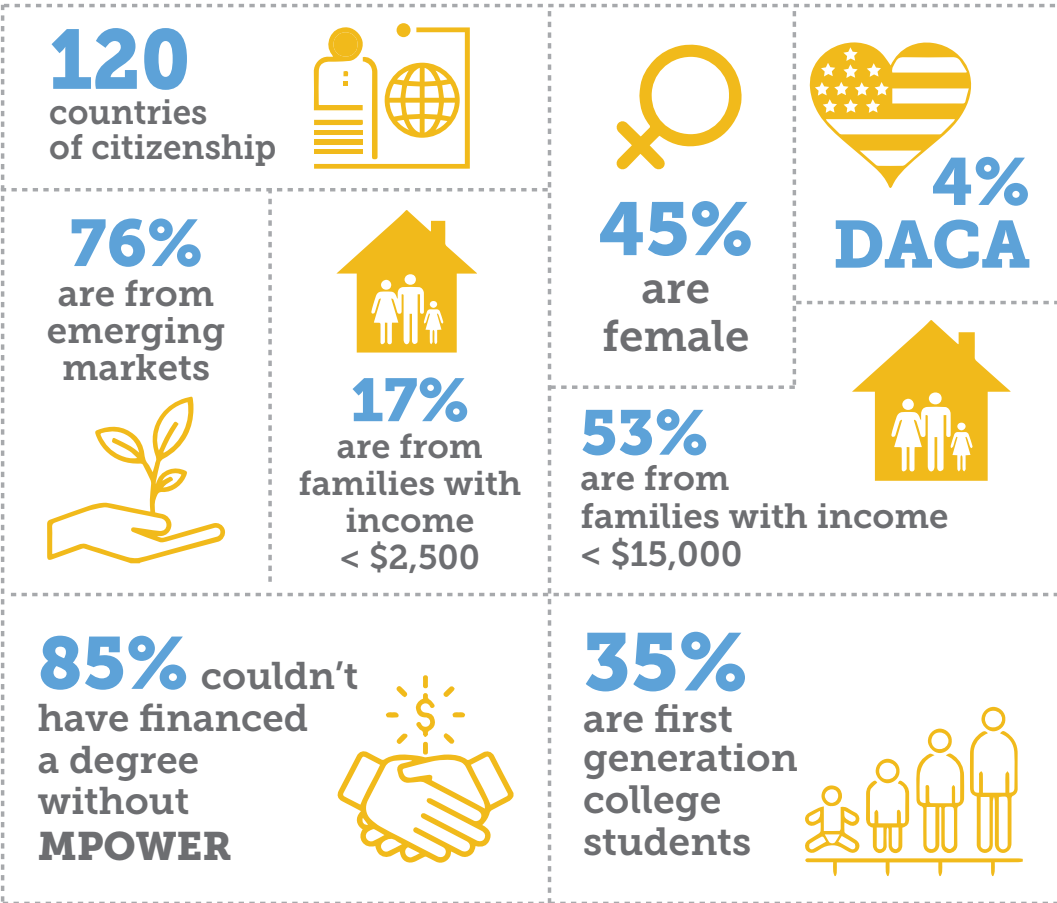 120
countries
of citizenship
45%
are
female
4%
DACA
76%
are from
emerging
markets
17%
are from
families with
income
< $2,500
53%
are from
families with income
< $15,000
85% couldn't
have financed
a degree
without
MPOWER
$
35%
are first
generation
college
students